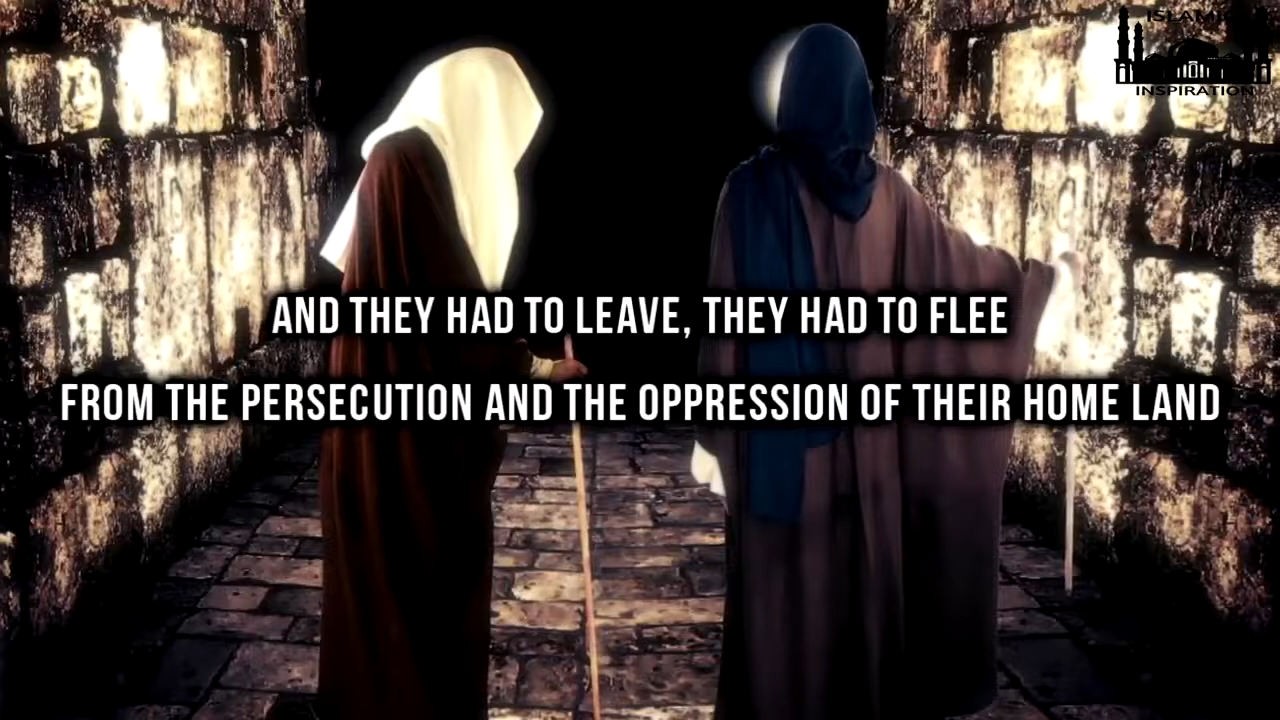 ISLAMIC
INSPIRATION
AND THEY HAD TO LEAVE, THEY HAD TO FLEE
FROM THE PERSECUTION AND THE OPPRESSION OF THEIR HOME LAND